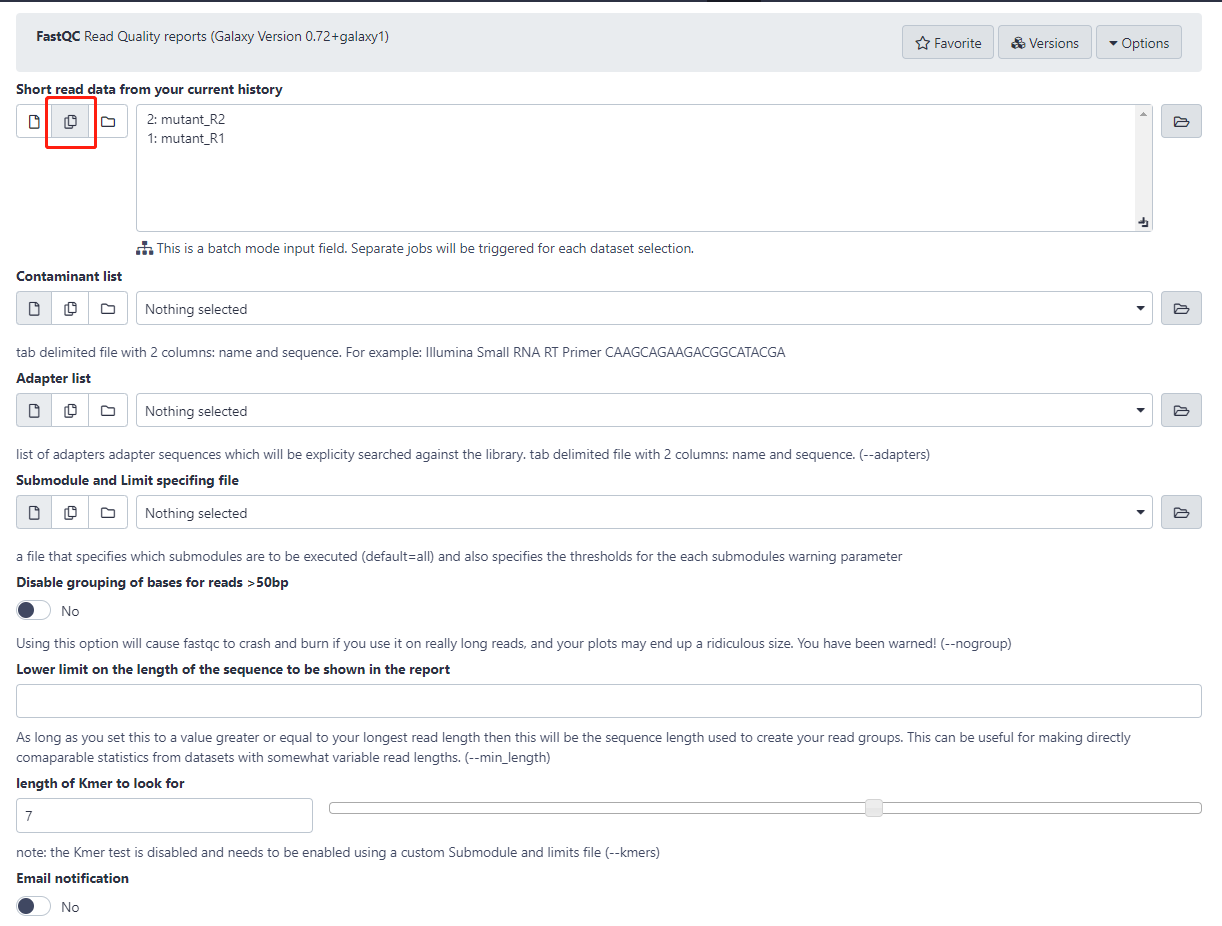 FastQC Read Quality reports (Galaxy Version 0.72+galaxy1)
Favorite
Versions
Options
Short read data from your current history
2: mutant_R2
1: mutant_R1
This is a batch mode input field. Separate jobs will be triggered for each dataset selection.
Contaminant list
Nothing selected
tab delimited file with 2 columns: name and sequence. For example: Illumina Small RNA RT Primer CAAGCAGAAGACGGCATACGA
Adapter list
Nothing selected
list of adapters adapter sequences which will be explicity searched against the library. tab delimited file with 2 columns: name and sequence. (--adapters)
Submodule and Limit specifing file
Nothing selected
a file that specifies which submodules are to be executed (default=all) and also specifies the thresholds for the each submodules warning parameter
Disable grouping of bases for reads >50bp
No
Using this option will cause fastqc to crash and burn if you use it on really long reads, and your plots may end up a ridiculous size. You have been warned! (--nogroup)
Lower limit on the length of the sequence to be shown in the report
As long as you set this to a value greater or equal to your longest read length then this will be the sequence length used to create your read groups. This can be useful for making directly
comaparable statistics from datasets with somewhat variable read lengths. (--min_length)
length of Kmer to look for
7
note: the Kmer test is disabled and needs to be enabled using a custom Submodule and limits file (--kmers)
Email notification
No